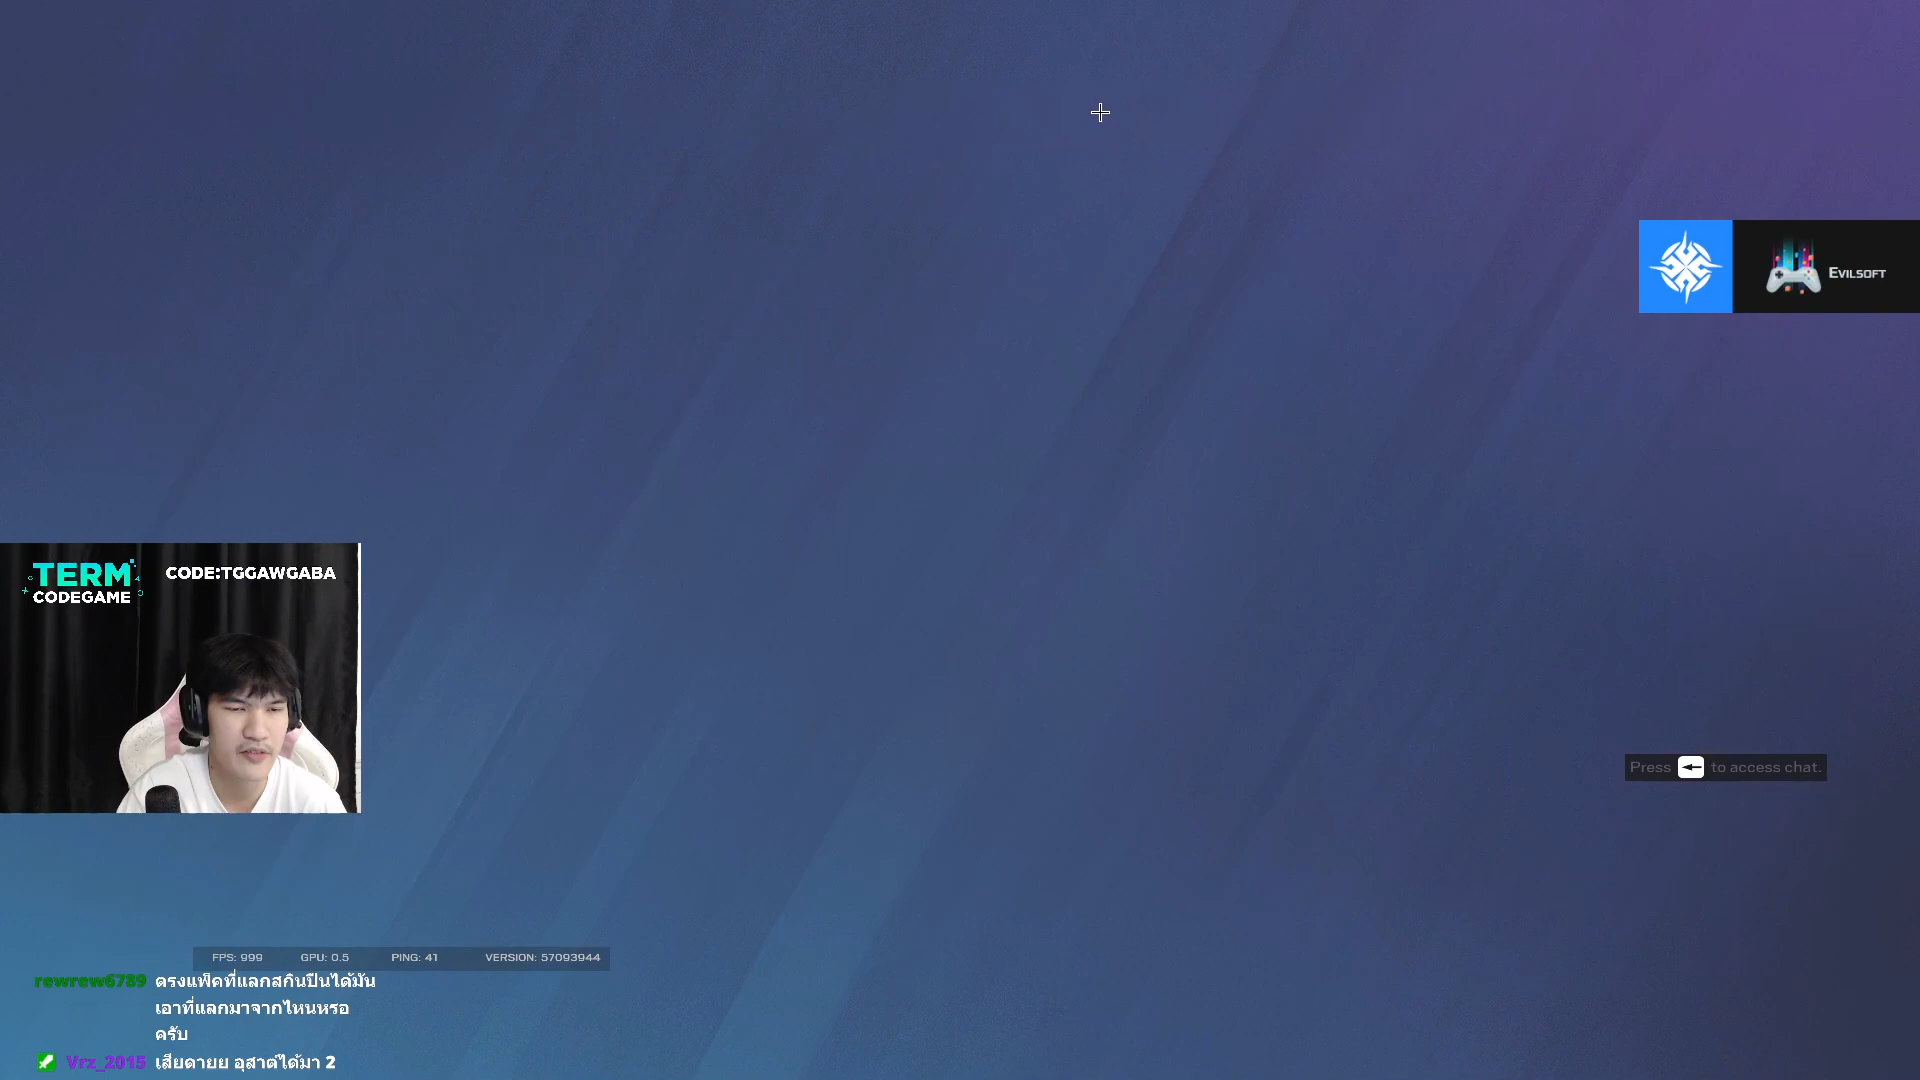 EVILSOFT
TERM
CODEGAME
CODE:TGGAWGABA
Press to access chat.
FPS: 999 GPU: 0.5 PING: 41 VERSION: 57093944
rewrew6789 ตรงแพ็คที่แลกสกินปืนได้มัน
เอาที่แลกมาจากไหนหรอ
ครับ
Vrz_2015 เสียดายย อุสาต์ได้มา 2